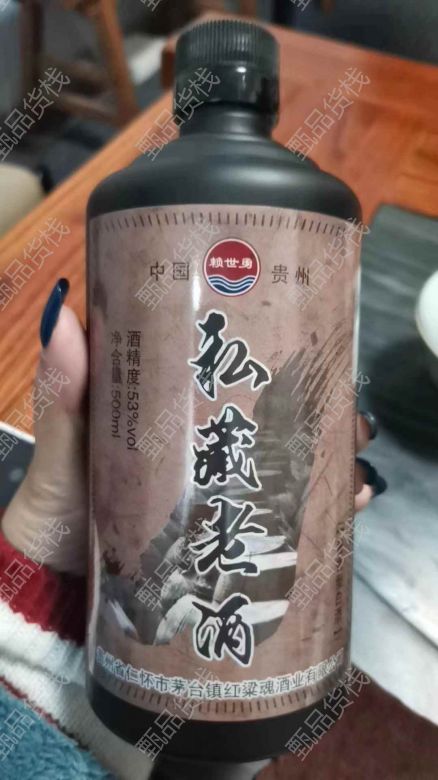 中国
赖世勇
贵州
私藏老酒
酒精度:53%vol
净含量:500ml
贵州省仁怀市茅台镇红粱魂酒业有限公司
甄品货栈